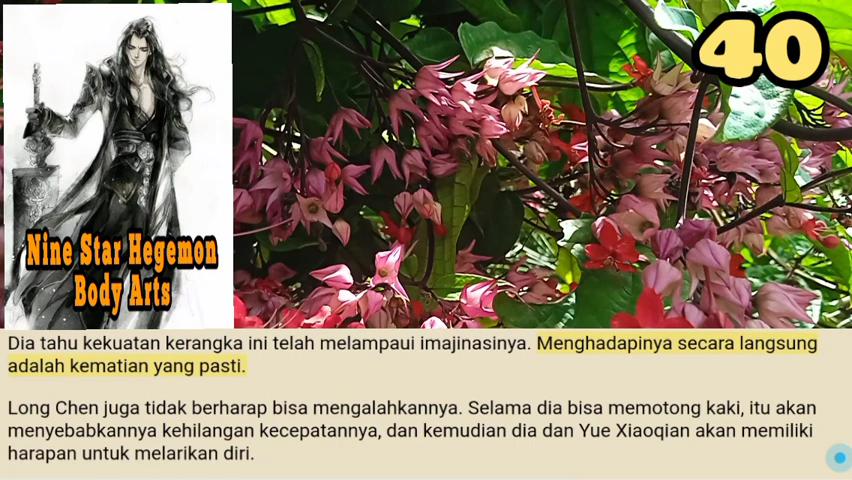 40
Nine Star Hegemon
Body Arts
Dia tahu kekuatan kerangka ini telah melampaui imajinasinya. Menghadapinya secara langsung
adalah kematian yang pasti.
Long Chen juga tidak berharap bisa mengalahkannya. Selama dia bisa memotong kaki, itu akan
menyebabkannya kehilangan kecepatannya, dan kemudian dia dan Yue Xiaoqian akan memiliki
harapan untuk melarikan diri.